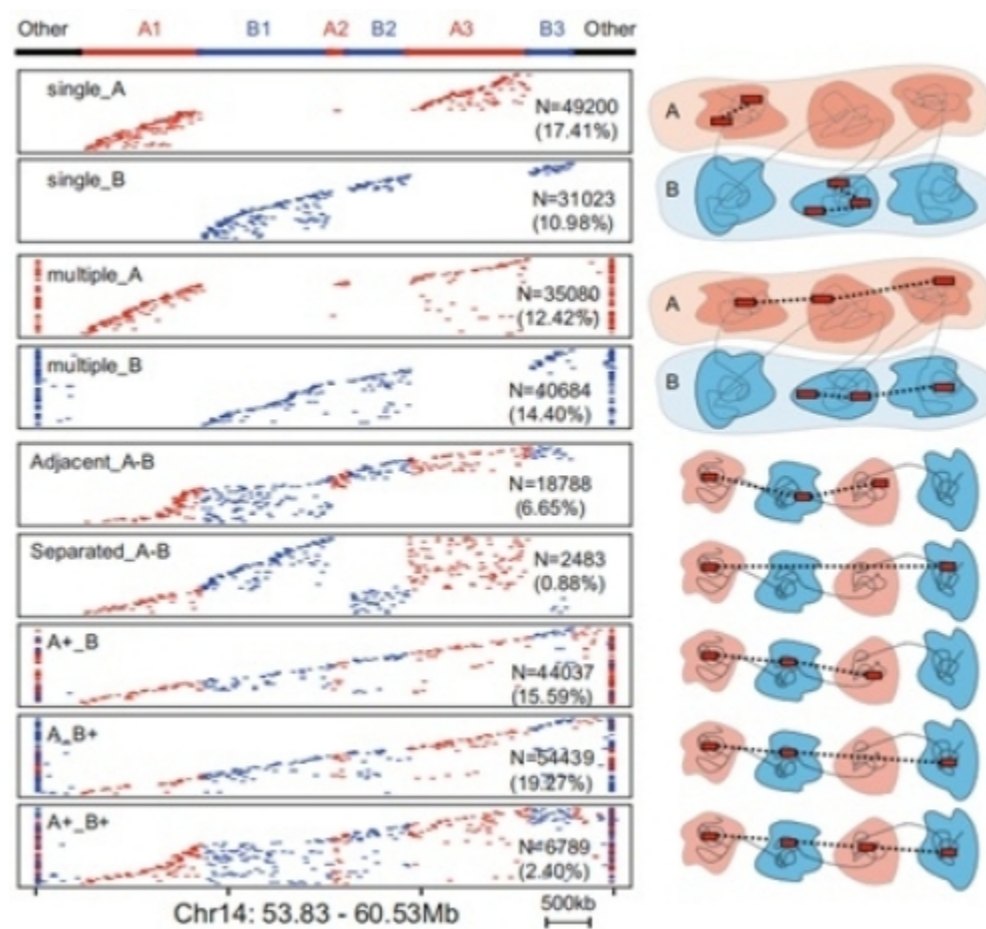 Other A1 B1 A2 B2 A3 B3 Other
single_A
N=49200
(17.41%)
A
single_B
N=31023
(10.98%)
B
multiple_A
N=35080
(12.42%)
A
multiple_B
N=40684
(14.40%)
B
Adjacent_A-B
N=18788
(6.65%)
Separated_A-B
N=2483
(0.88%)
A+_B
N=44037
(15.59%)
A_B+
N=54439
(19.27%)
A+_B+
N=6789
(2.40%)
Chr14: 53.83 - 60.53Mb
500kb